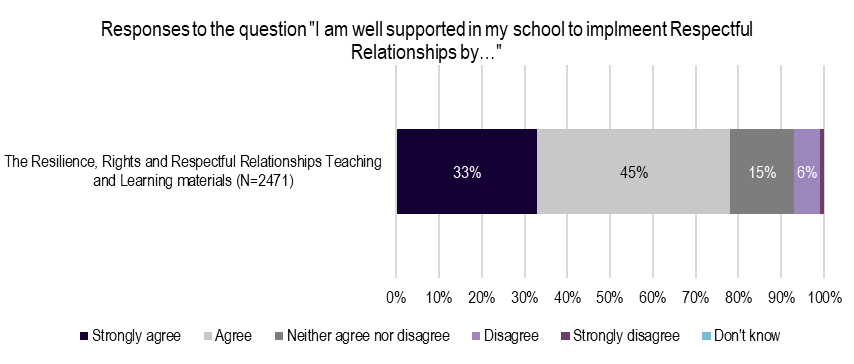 Responses to the question "I am well supported in my school to implmeent Respectful
Relationships by…"
The Resilience, Rights and Respectful Relationships Teaching
and Learning materials (N=2471)
33% 45% 15% 6%
0% 10% 20% 30% 40% 50% 60% 70% 80% 90% 100%
Strongly agree Agree Neither agree nor disagree Disagree Strongly disagree Don't know